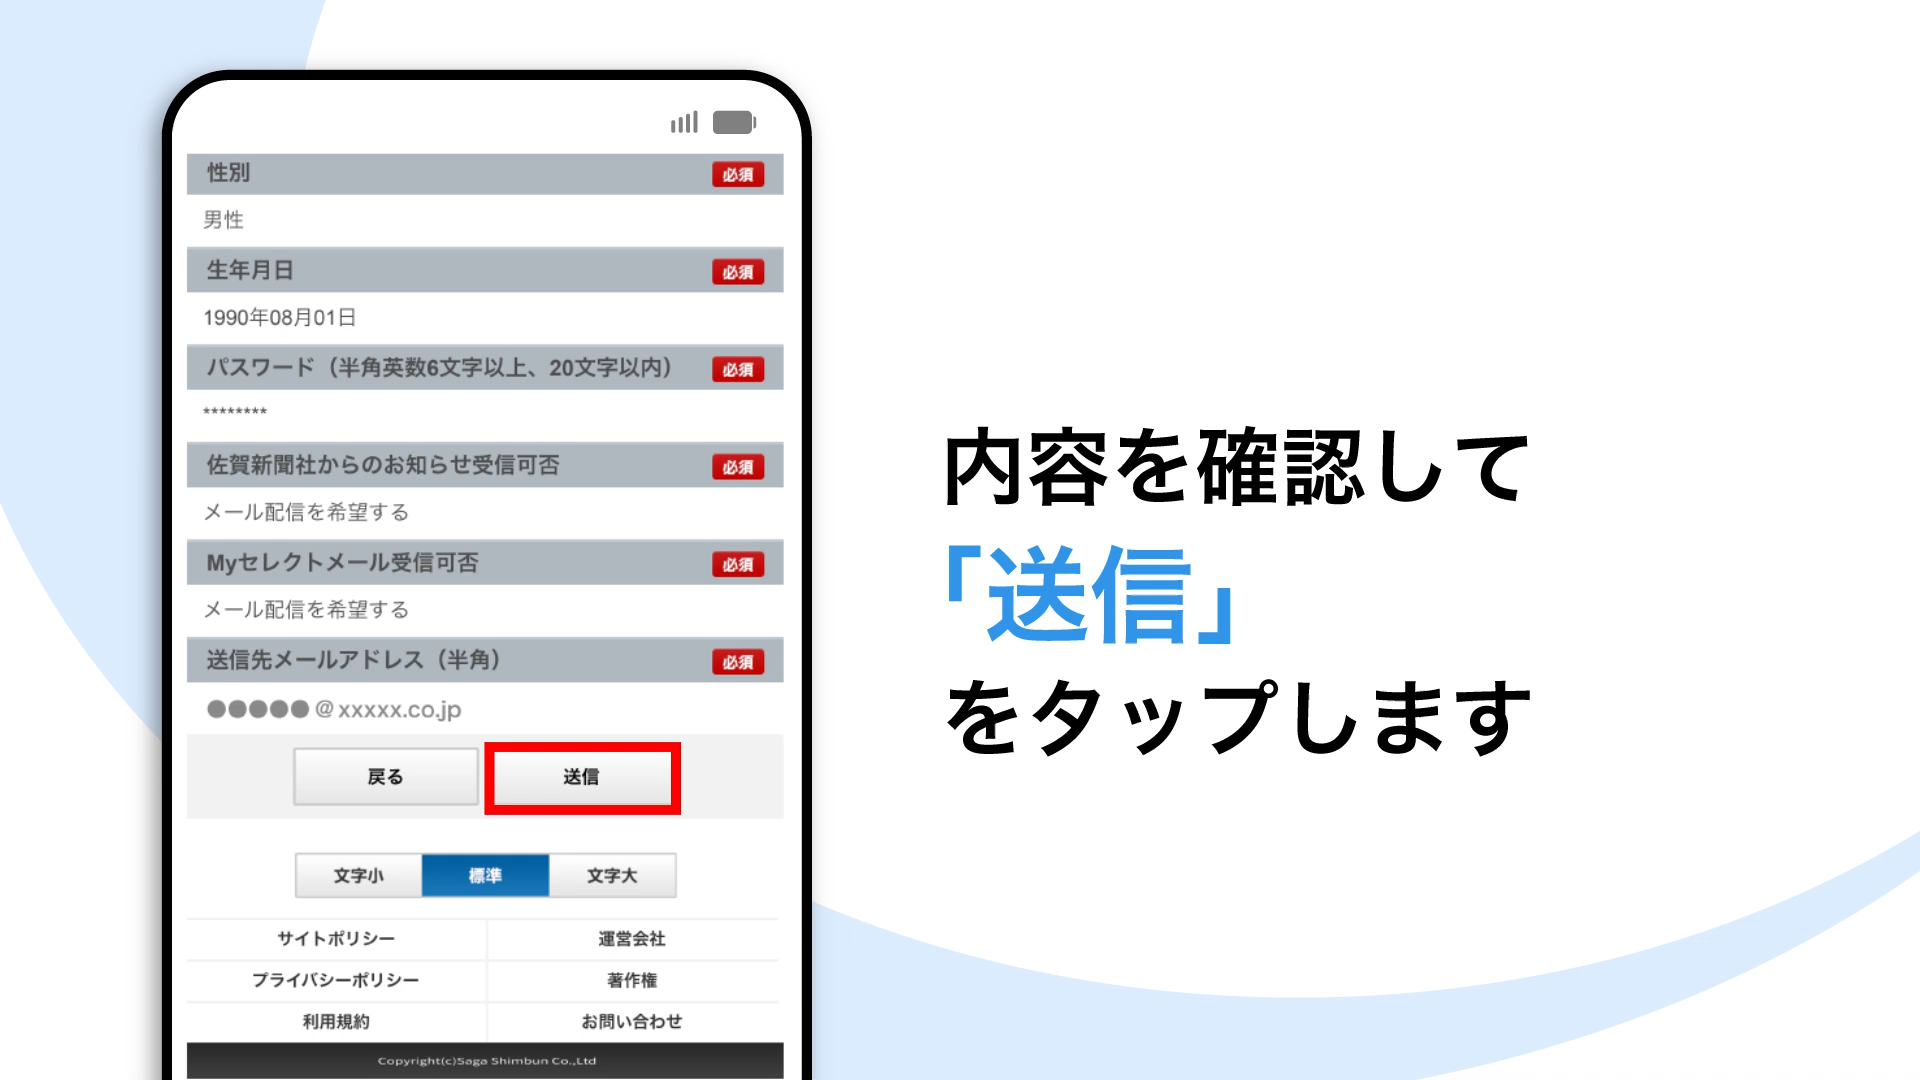 性別 必須
男性
生年月日 必須
1990年08月01日
パスワード（半角英数6文字以上、20文字以内） 必須
********
佐賀新聞社からのお知らせ受信可否 必須
メール配信を希望する
Myセレクトメール受信可否 必須
メール配信を希望する
送信先メールアドレス（半角） 必須
●●●●●@xxxxx.co.jp
戻る 送信
文字小 標準 文字大
サイトポリシー 運営会社
プライバシーポリシー 著作権
利用規約 お問い合わせ
Copyright(c)Saga Shimbun Co.,Ltd
内容を確認して
「送信」
をタップします